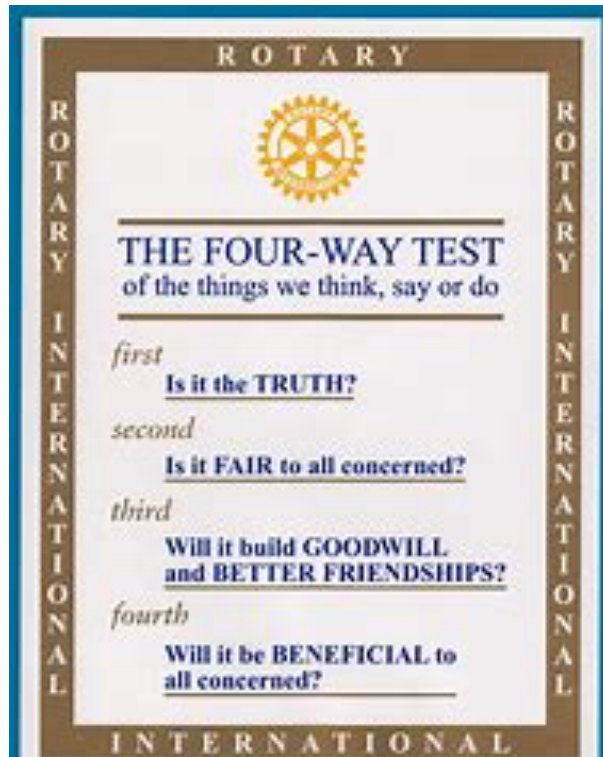 ROTARY
ROTARY INTERNATIONAL
ROTARY INTERNATIONAL
THE FOUR-WAY TEST
of the things we think, say or do
first
Is it the TRUTH?
second
Is it FAIR to all concerned?
third
Will it build GOODWILL
and BETTER FRIENDSHIPS?
fourth
Will it be BENEFICIAL to
all concerned?
INTERNATIONAL